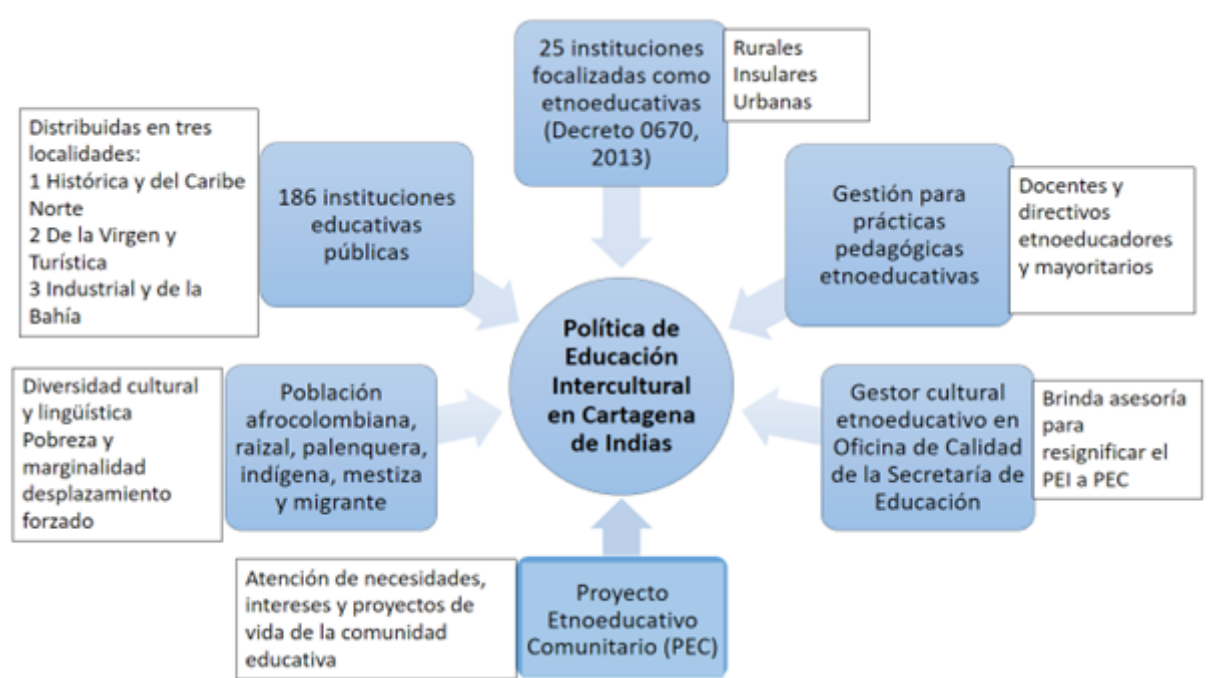 25 instituciones
focalizadas como
etnoeducativas
(Decreto 0670,
2013)
Rurales
Insulares
Urbanas
Distribuidas en tres
localidades:
1 Histórica y del Caribe
Norte
2 De la Virgen y
Turística
3 Industrial y de la
Bahía
186 instituciones
educativas
públicas
Gestión para
prácticas
pedagógicas
etnoeducativas
Docentes y
directivos
etnoeducadores
y mayoritarios
Política de
Educación
Intercultural
en Cartagena
de Indias
Diversidad cultural
y lingüística
Pobreza y
marginalidad
desplazamiento
forzado
Población
afrocolombiana,
raizal, palenquera,
indígena, mestiza
y migrante
Gestor cultural
etnoeducativo en
Oficina de Calidad
de la Secretaría de
Educación
Brinda asesoría
para
resignificar el
PEI a PEC
Atención de necesidades,
intereses y proyectos de
vida de la comunidad
educativa
Proyecto
Etnoeducativo
Comunitario (PEC)